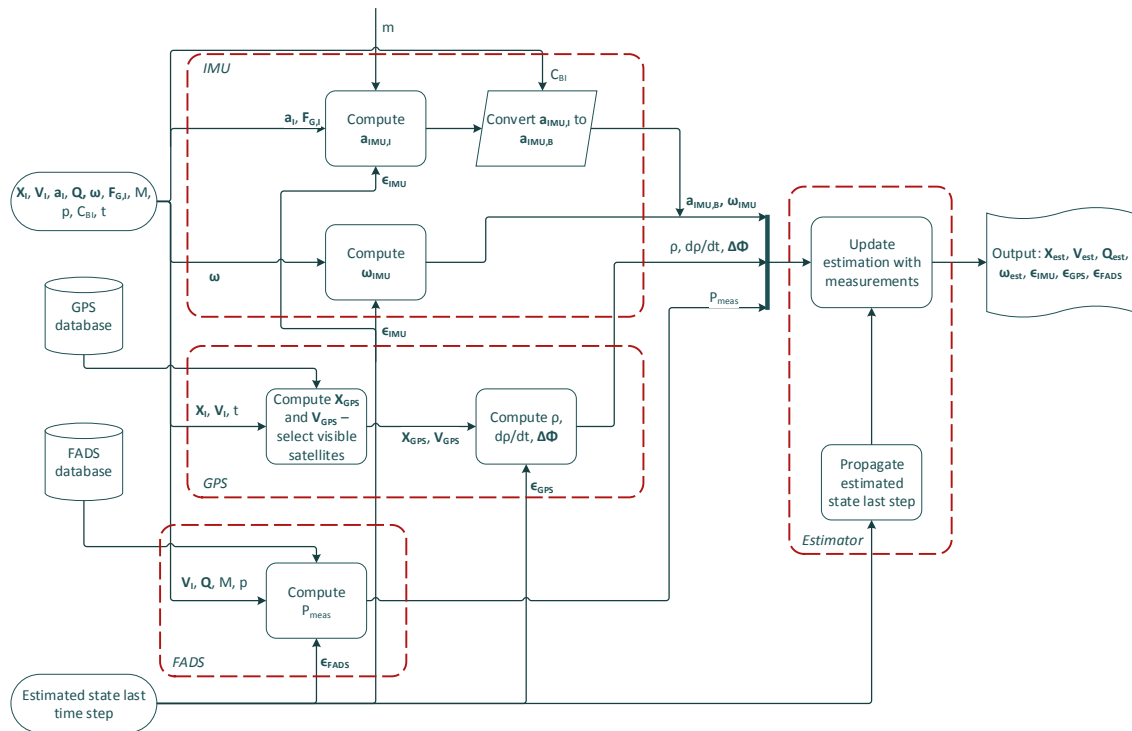 m
IMU
C_BI
a_I, F_G,I
Compute
a_IMU,I
Convert a_IMU,I to
a_IMU,B
ϵ_IMU
X_I, V_I, a_I, Q, ω, F_G,I, M,
p, C_BI, t
a_IMU,B, ω_IMU
ρ, dρ/dt, ΔΦ
Update
estimation with
measurements
Output: X_est, V_est, Q_est,
ω_est, ϵ_IMU, ϵ_GPS, ϵ_FADS
Compute
ω_IMU
ω
P_meas
GPS
database
ϵ_IMU
X_I, V_I, t
Compute X_GPS
and V_GPS –
select visible
satellites
X_GPS, V_GPS
Compute ρ,
dρ/dt, ΔΦ
FADS
database
GPS
ϵ_GPS
Propagate
estimated
state last step
Estimator
V_I, Q, M, p
Compute
P_meas
FADS
ϵ_FADS
Estimated state last
time step